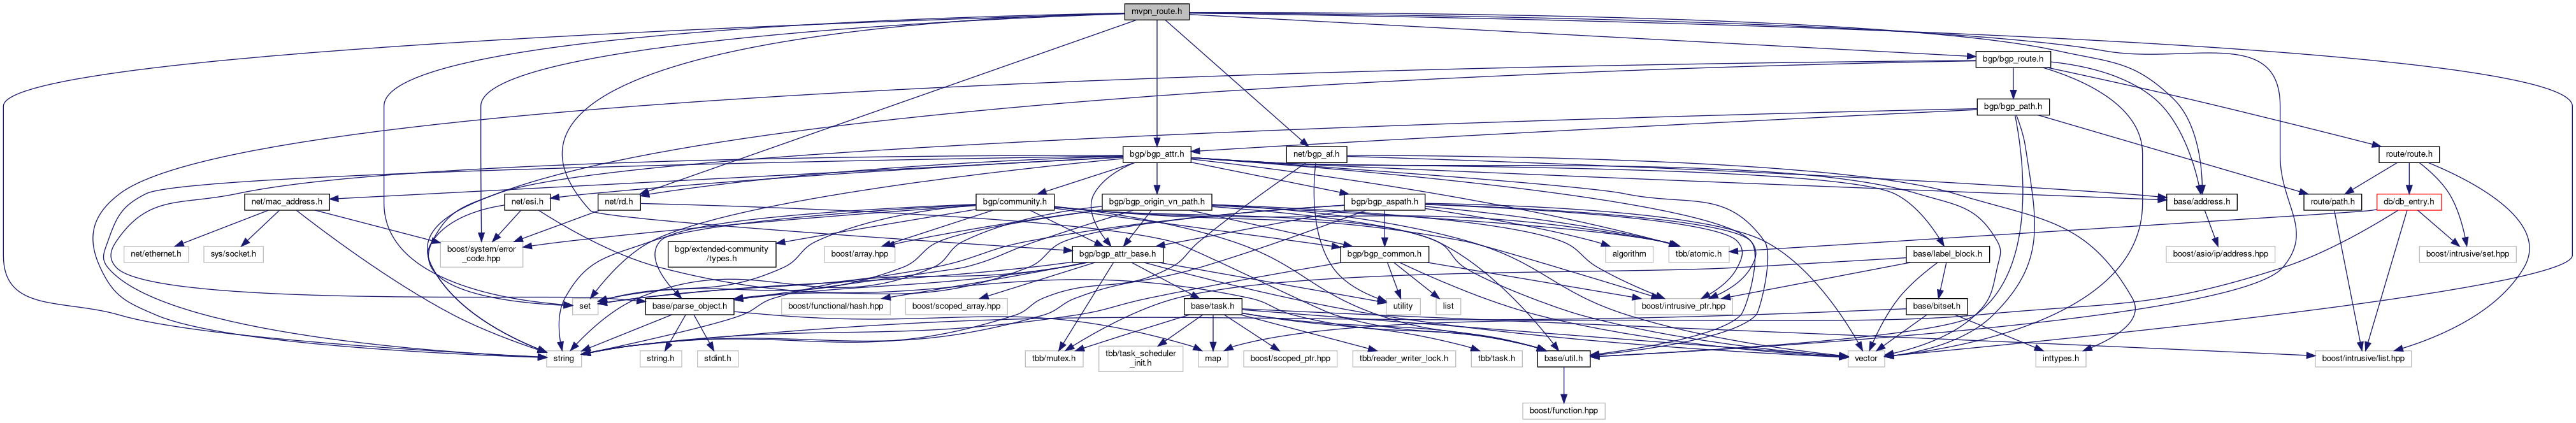 mvpn_route.h
bgp/bgp_route.h
bgp/bgp_path.h
bgp/bgp_attr.h
net/bgp_af.h
route/route.h
net/mac_address.h
net/esi.h
net/rd.h
bgp/community.h
bgp/bgp_origin_vn_path.h
bgp/bgp_aspath.h
base/address.h
route/path.h
db/db_entry.h
net/ethernet.h
sys/socket.h
boost/system/error
_code.hpp
bgp/extended-community
/types.h
boost/array.hpp
bgp/bgp_attr_base.h
bgp/bgp_common.h
algorithm
tbb/atomic.h
base/label_block.h
boost/asio/ip/address.hpp
boost/intrusive/set.hpp
set
base/parse_object.h
boost/functional/hash.hpp
boost/scoped_array.hpp
base/task.h
utility
list
boost/intrusive_ptr.hpp
base/bitset.h
string
string.h
stdint.h
tbb/mutex.h
tbb/task_scheduler
_init.h
map
boost/scoped_ptr.hpp
tbb/reader_writer_lock.h
tbb/task.h
base/util.h
vector
inttypes.h
boost/intrusive/list.hpp
boost/function.hpp